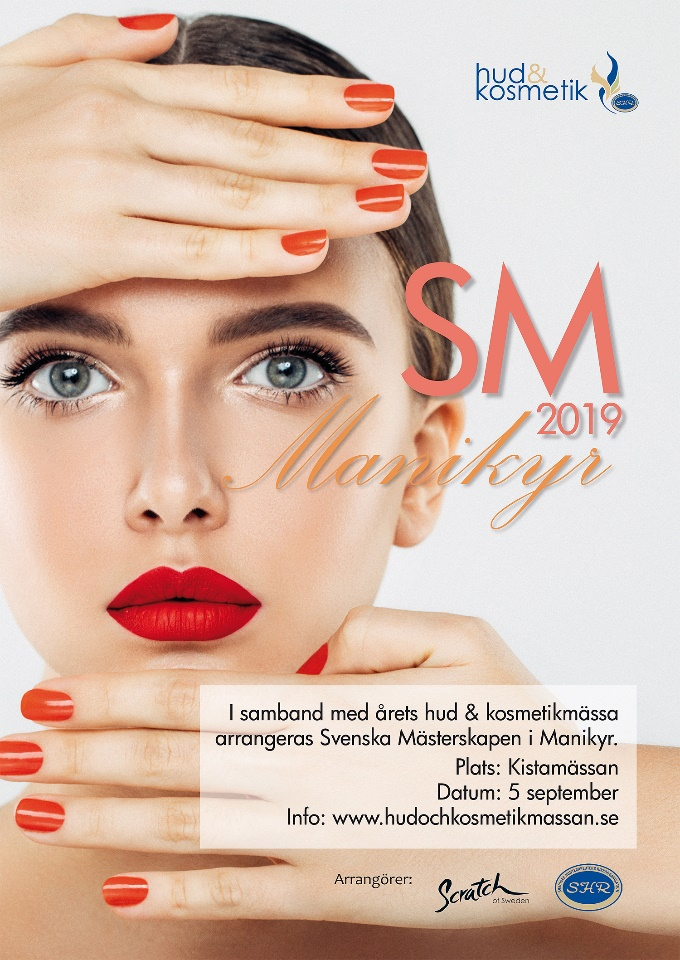 hud&
kosmetik
SHR
SM
2019
Manikyr
I samband med årets hud & kosmetikmässa
arrangeras Svenska Mästerskapen i Manikyr.
Plats: Kistamässan
Datum: 5 september
Info: www.hudochkosmetikmassan.se
Arrangörer:
Scratch
of Sweden
SHR